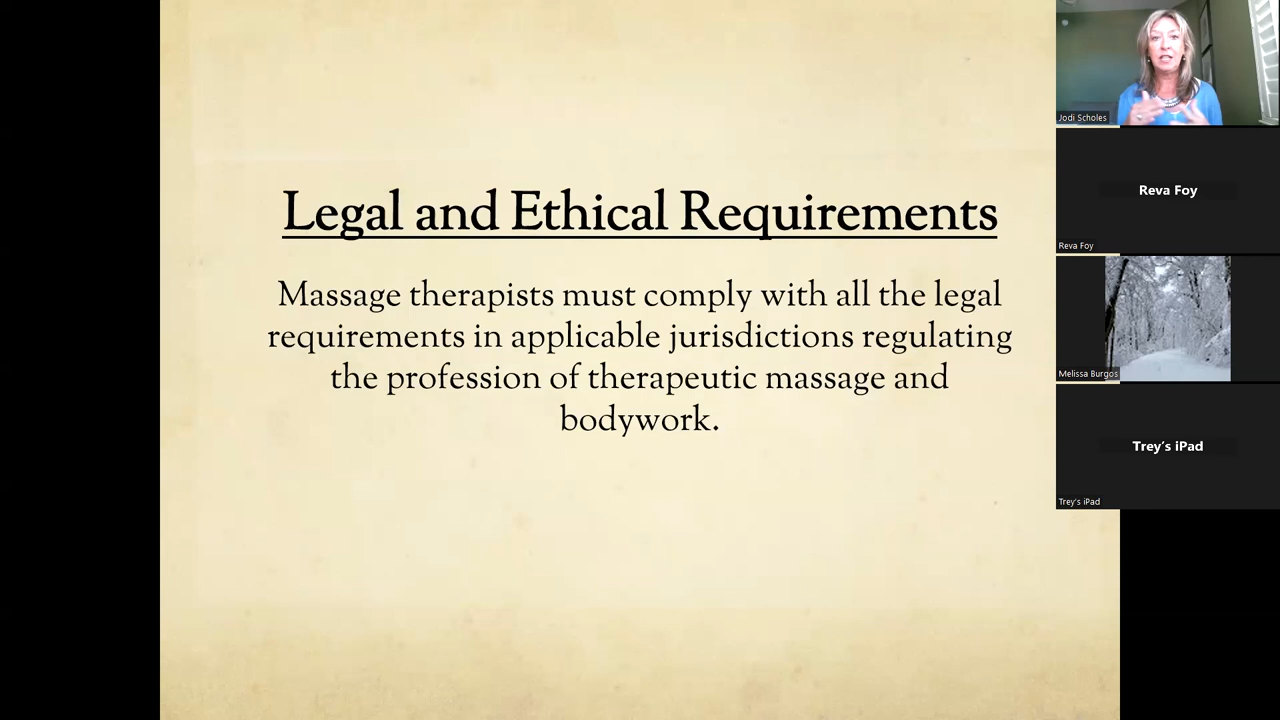 Legal and Ethical Requirements
Massage therapists must comply with all the legal
requirements in applicable jurisdictions regulating
the profession of therapeutic massage and
bodywork.
Jodi Scholes
Reva Foy
Reva Foy
Melissa Burgos
Trey's iPad
Trey's iPad